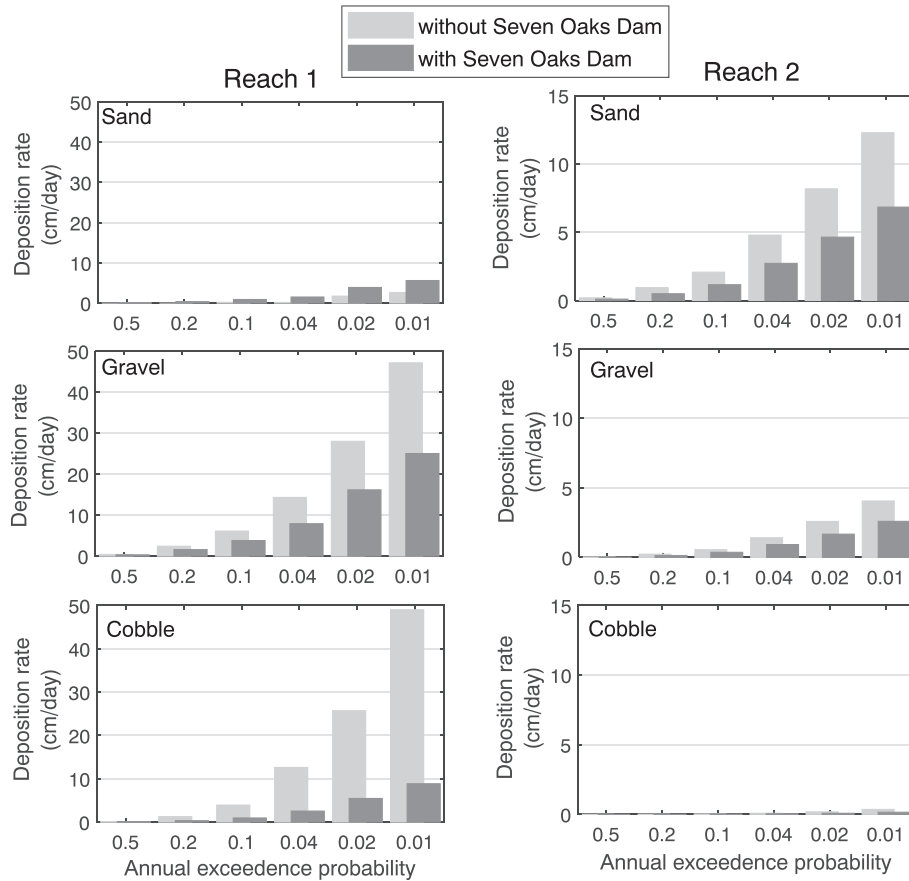 without Seven Oaks Dam
with Seven Oaks Dam
Reach 1
Reach 2
Sand
50
40
30
20
10
0
Deposition rate
(cm/day)
0.5 0.2 0.1 0.04 0.02 0.01
Sand
15
10
5
0
Deposition rate
(cm/day)
0.5 0.2 0.1 0.04 0.02 0.01
Gravel
50
40
30
20
10
0
Deposition rate
(cm/day)
0.5 0.2 0.1 0.04 0.02 0.01
Gravel
15
10
5
0
Deposition rate
(cm/day)
0.5 0.2 0.1 0.04 0.02 0.01
Cobble
50
40
30
20
10
0
Deposition rate
(cm/day)
0.5 0.2 0.1 0.04 0.02 0.01
Annual exceedence probability
Cobble
15
10
5
0
Deposition rate
(cm/day)
0.5 0.2 0.1 0.04 0.02 0.01
Annual exceedence probability